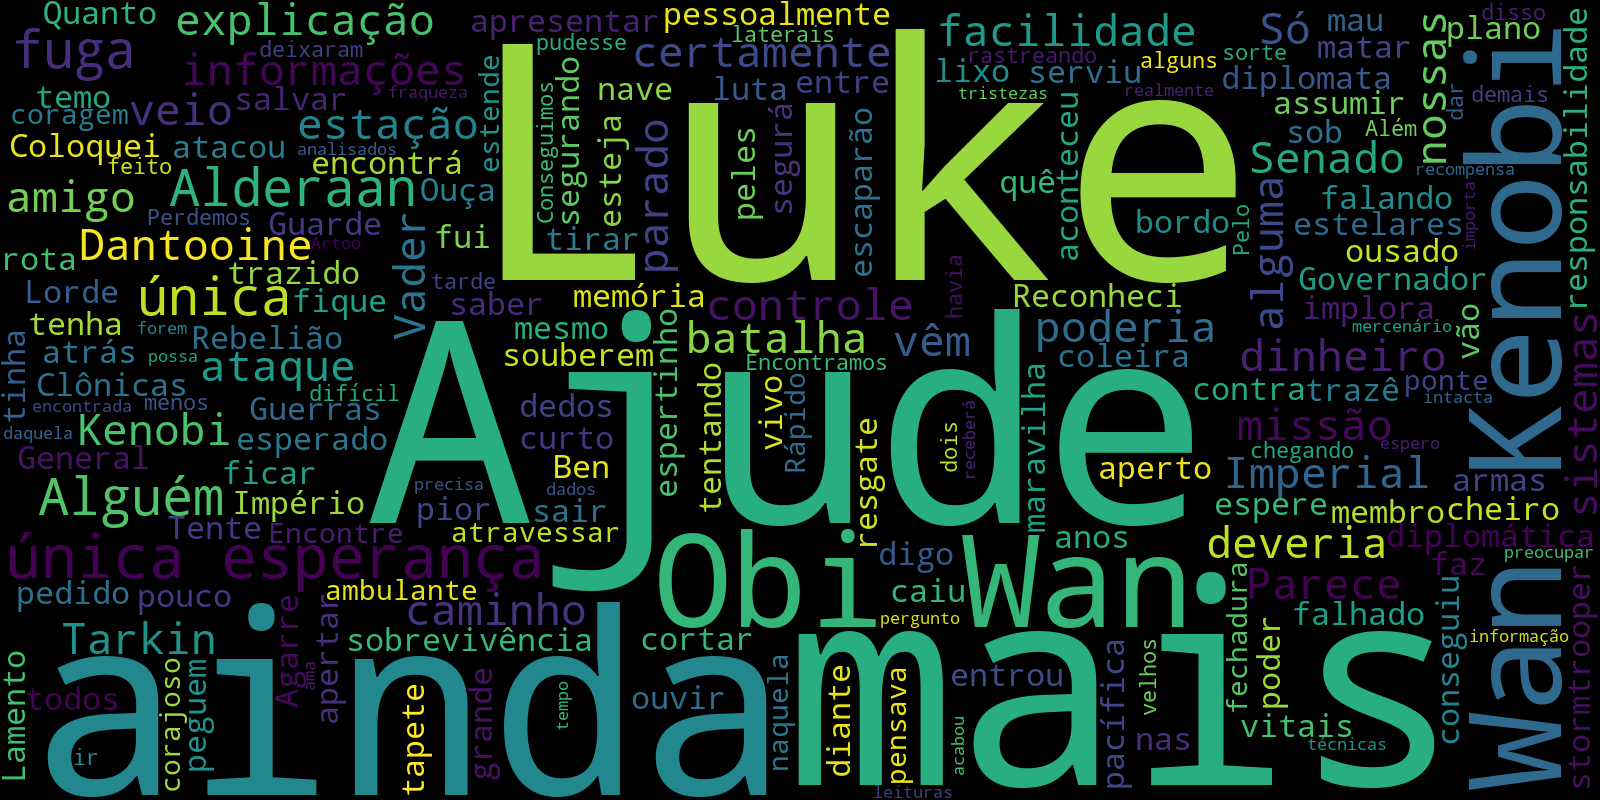 Luke
Ajude
ainda
mais
Obi Wan
Wan Kenobi
única esperança
Quanto
explicação
apresentar
pessoalmente
facilidade
Só
mau
disso
plano
fuga
deixaram
pudesse
laterais
certamente
rastreando
alguns
sorte
matar
nossas
informações
lixo
serviu
diplomata
temo
salvar
fraqueza
estende
nave
luta
entre
tristezas
realmente
assumir
dar
demais
coragem
veio
estação
Conseguimos
segurando
esteja
parado
peles
segurá
escaparão
aconteceu
sob
Além
responsabilidade
Coloquei
atacou
analisados
feito
encontrá
quê
Senado
recompensa
amigo
Alderaan
Ouça
alguma
falando
Perdemos
Guarde
Artoo
Vader
fui
tirar
bordo
Pelo
estelares
importa
Dantooine
rota
trazido
tarde
havia
ousado
Governador
Lorde
única
fique
saber
memória
controle
Reconheci
implora
tenha
forem
Rebelião
mesmo
batalha
vêm
poderia
mercenário
vão
tinha
atrás
possa
ataque
souberem
espertinho
Encontramos
coleira
dinheiro
Clônicas
difícil
contra
trazê
ponte
intacta
sistemas
encontrada
menos
Guerras
dedos
tentando
vivo
Rápido
resgate
dois
receberá
maravilha
missão
daquela
Kenobi
esperado
curto
chegando
espero
General
ficar
Ben
aperto
Imperial
armas
Alguém
Império
precisa
dados
pior
sair
espere
membro
cheiro
Tente
Encontre
atravessar
digo
anos
deveria
diplomática
preocupar
faz
pedido
pouco
ambulante
caiu
fechadura
Parece
conseguiu
stormtrooper
Agarre
apertar
caminho
pergunto
falhado
Tarkin
sobrevivência
cortar
poder
informação
Lamento
todos
corajoso
peguem
ama
grande
tapete
tempo
ouvir
naquela
diante
pensava
acabou
entrou
pacífica
velhos
nas
vitais
técnicas
ir
leituras